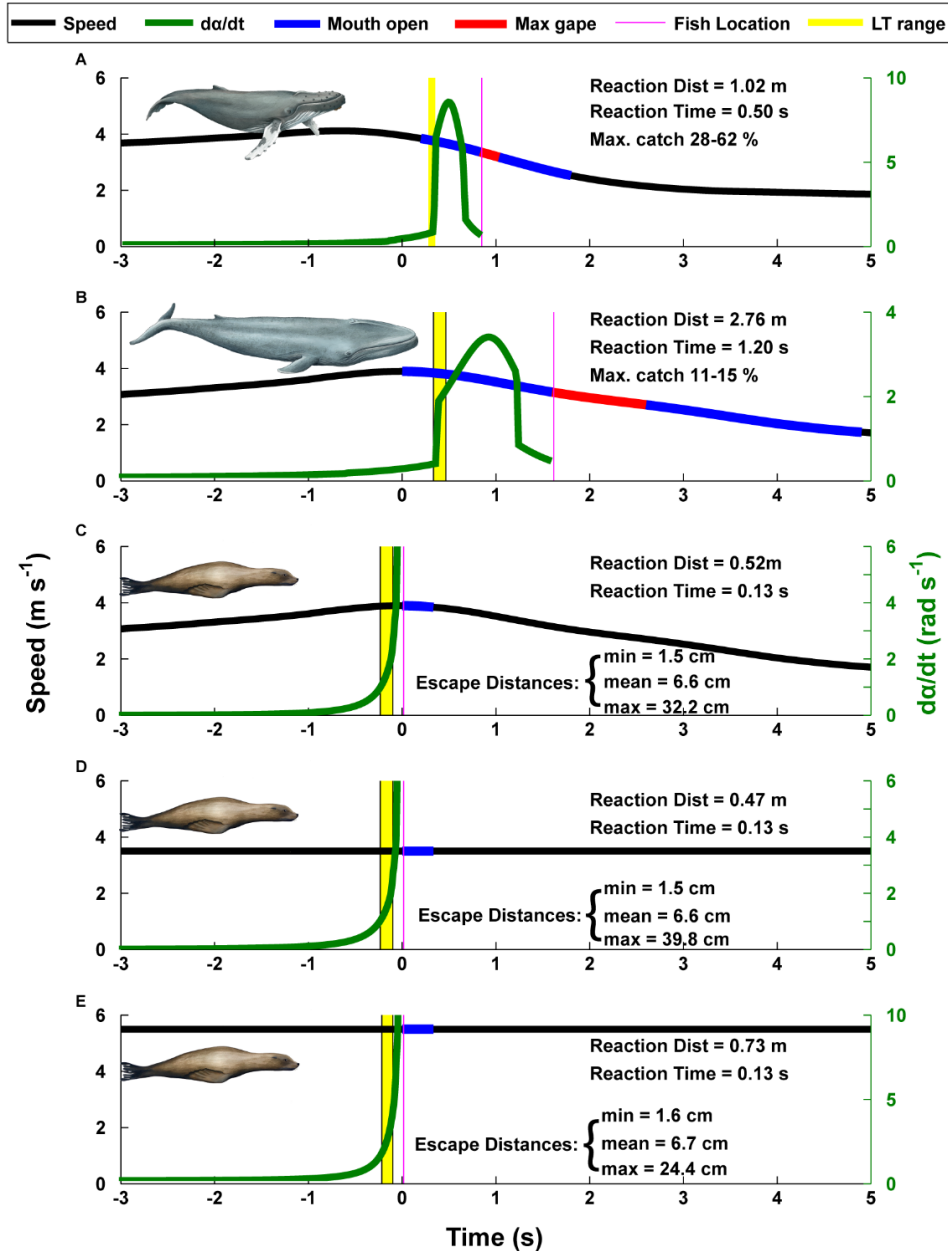 Speed dα/dt Mouth open Max gape Fish Location LT range
A
6
4
2
0
10
5
0
Reaction Dist = 1.02 m
Reaction Time = 0.50 s
Max. catch 28-62 %
-3 -2 -1 0 1 2 3 4 5
B
6
4
2
0
4
3
2
1
0
Reaction Dist = 2.76 m
Reaction Time = 1.20 s
Max. catch 11-15 %
-3 -2 -1 0 1 2 3 4 5
C
6
4
2
0
6
5
4
3
2
1
0
Reaction Dist = 0.52m
Reaction Time = 0.13 s
Escape Distances: {
min = 1.5 cm
mean = 6.6 cm
max = 32.2 cm
-3 -2 -1 0 1 2 3 4 5
Speed (m s⁻¹)
dα/dt (rad s⁻¹)
D
6
4
2
0
6
5
4
3
2
1
0
Reaction Dist = 0.47 m
Reaction Time = 0.13 s
Escape Distances: {
min = 1.5 cm
mean = 6.6 cm
max = 39.8 cm
-3 -2 -1 0 1 2 3 4 5
E
6
4
2
0
10
5
0
Reaction Dist = 0.73 m
Reaction Time = 0.13 s
Escape Distances: {
min = 1.6 cm
mean = 6.7 cm
max = 24.4 cm
-3 -2 -1 0 1 2 3 4 5
Time (s)